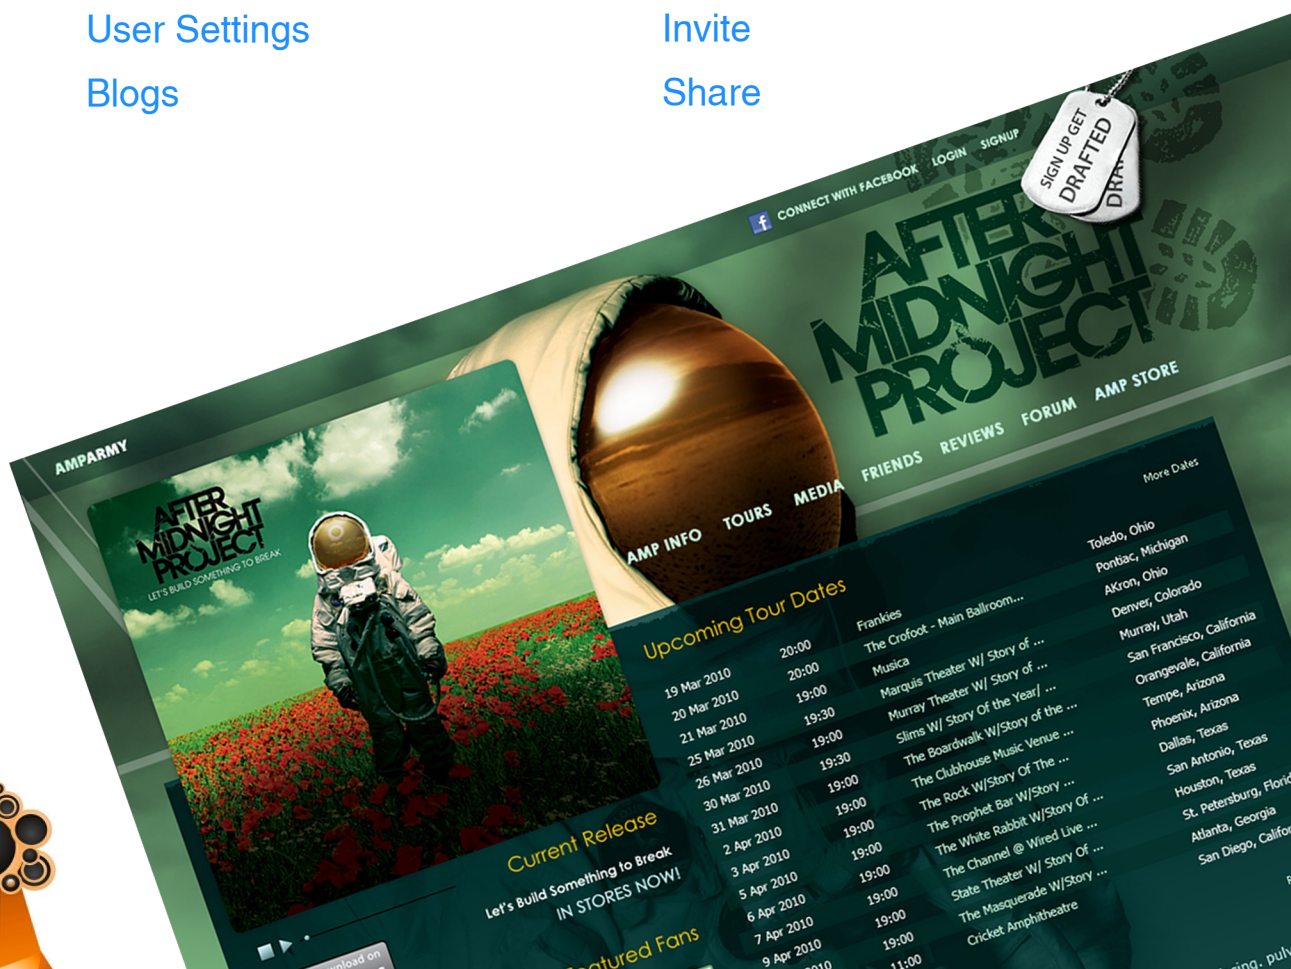 User Settings
Blogs
Invite
Share
CONNECT WITH FACEBOOK LOGIN SIGNUP
SIGN UP GET
DRAFTED
DRA
AFTER
MIDNIGHT
PROJECT
AMPARMY
AMP INFO TOURS MEDIA FRIENDS REVIEWS FORUM AMP STORE
AFTER
MIDNIGHT
PROJECT
LET'S BUILD SOMETHING TO BREAK
Upcoming Tour Dates More Dates
19 Mar 2010 20:00 Frankies Toledo, Ohio
20 Mar 2010 20:00 The Crofoot - Main Ballroom... Pontiac, Michigan
21 Mar 2010 19:00 Musica AKron, Ohio
25 Mar 2010 19:30 Marquis Theater W/ Story of ... Denver, Colorado
26 Mar 2010 19:00 Murray Theater W/ Story of ... Murray, Utah
30 Mar 2010 19:30 Slims W/ Story Of the Year/ ... San Francisco, California
31 Mar 2010 19:00 The Boardwalk W/Story of the ... Orangevale, California
2 Apr 2010 19:00 The Clubhouse Music Venue ... Tempe, Arizona
3 Apr 2010 19:00 The Rock W/Story Of The ... Phoenix, Arizona
5 Apr 2010 19:00 The Prophet Bar W/Story ... Dallas, Texas
6 Apr 2010 19:00 The White Rabbit W/Story Of ... San Antonio, Texas
7 Apr 2010 19:00 The Channel @ Wired Live ... Houston, Texas
9 Apr 2010 19:00 State Theater W/ Story Of ... St. Petersburg, Florid
2010 11:00 The Masquerade W/Story ... Atlanta, Georgia
Cricket Amphitheatre San Diego, Califor
Current Release
Let's Build Something to Break
IN STORES NOW!
wnload on
eatured Fans